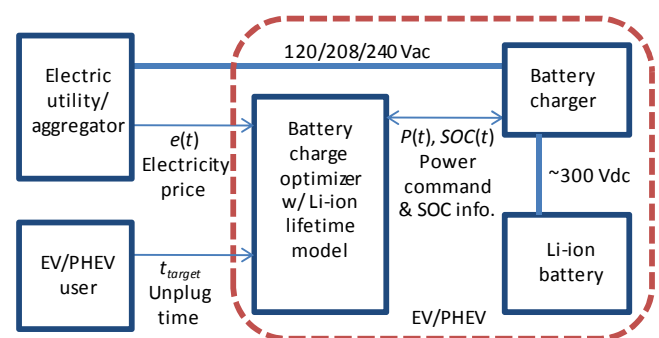 120/208/240 Vac
Electric
utility/
aggregator
Battery
charger
e(t)
Electricity
price
Battery
charge
optimizer
w/ Li-ion
lifetime
model
P(t), SOC(t)
Power
command
& SOC info.
~300 Vdc
EV/PHEV
user
t_target
Unplug
time
Li-ion
battery
EV/PHEV